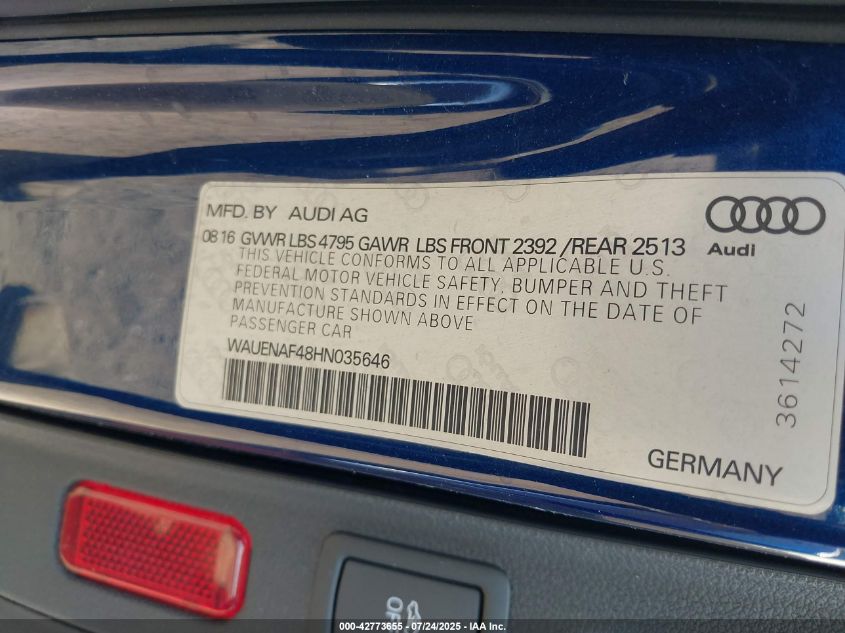 MFD. BY AUDI AG
08 16 GVWR LBS 4795 GAWR LBS FRONT 2392 /REAR 2513
THIS VEHICLE CONFORMS TO ALL APPLICABLE U.S.
FEDERAL MOTOR VEHICLE SAFETY, BUMPER AND THEFT
PREVENTION STANDARDS IN EFFECT ON THE DATE OF
MANUFACTURE SHOWN ABOVE
PASSENGER CAR
WAUENAF48HN035646
Audi
3614272
GERMANY
OFF
000-42773655 - 07/24/2025 - IAA Inc.